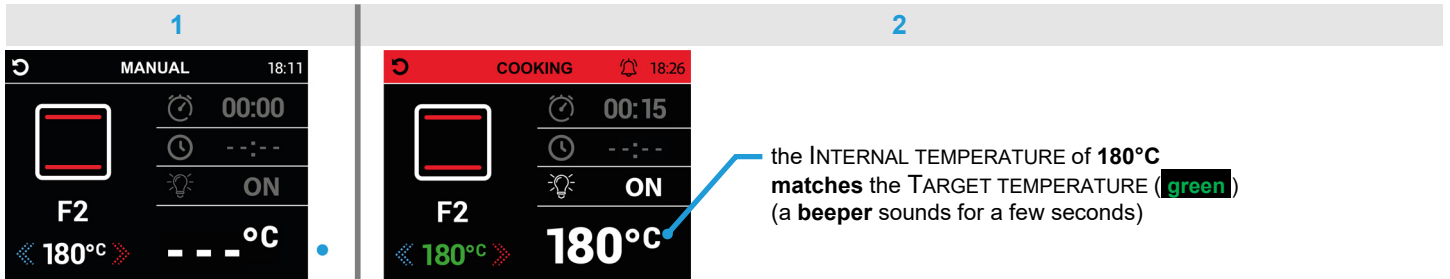 1
2
MANUAL 18:11
00:00
--:--
ON
F2
180°C
- - -°C
COOKING 18:26
00:15
--:--
ON
F2
180°C
180°C
the INTERNAL TEMPERATURE of 180°C
matches the TARGET TEMPERATURE ( green )
(a beeper sounds for a few seconds)